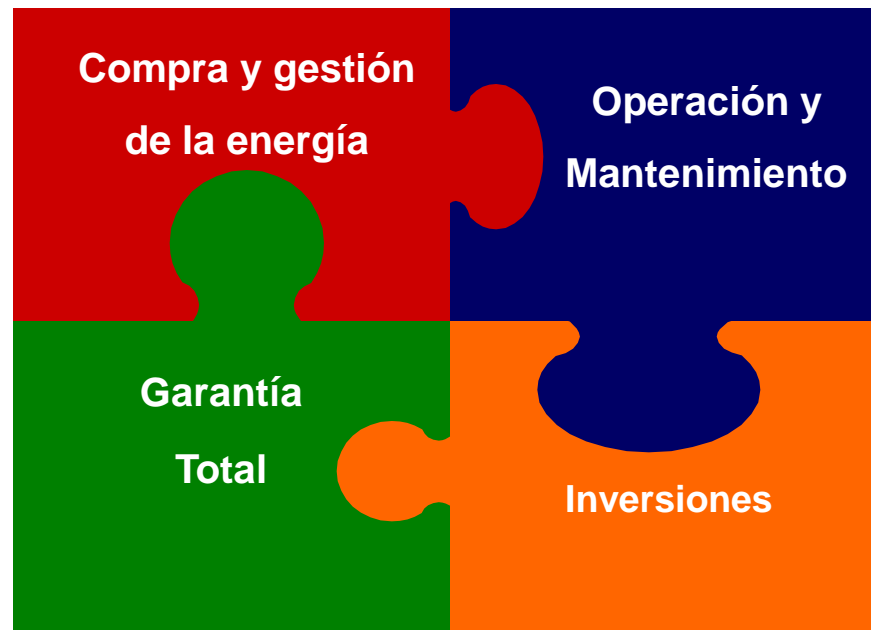 Compra y gestión
de la energía
Operación y
Mantenimiento
Garantía
Total
Inversiones